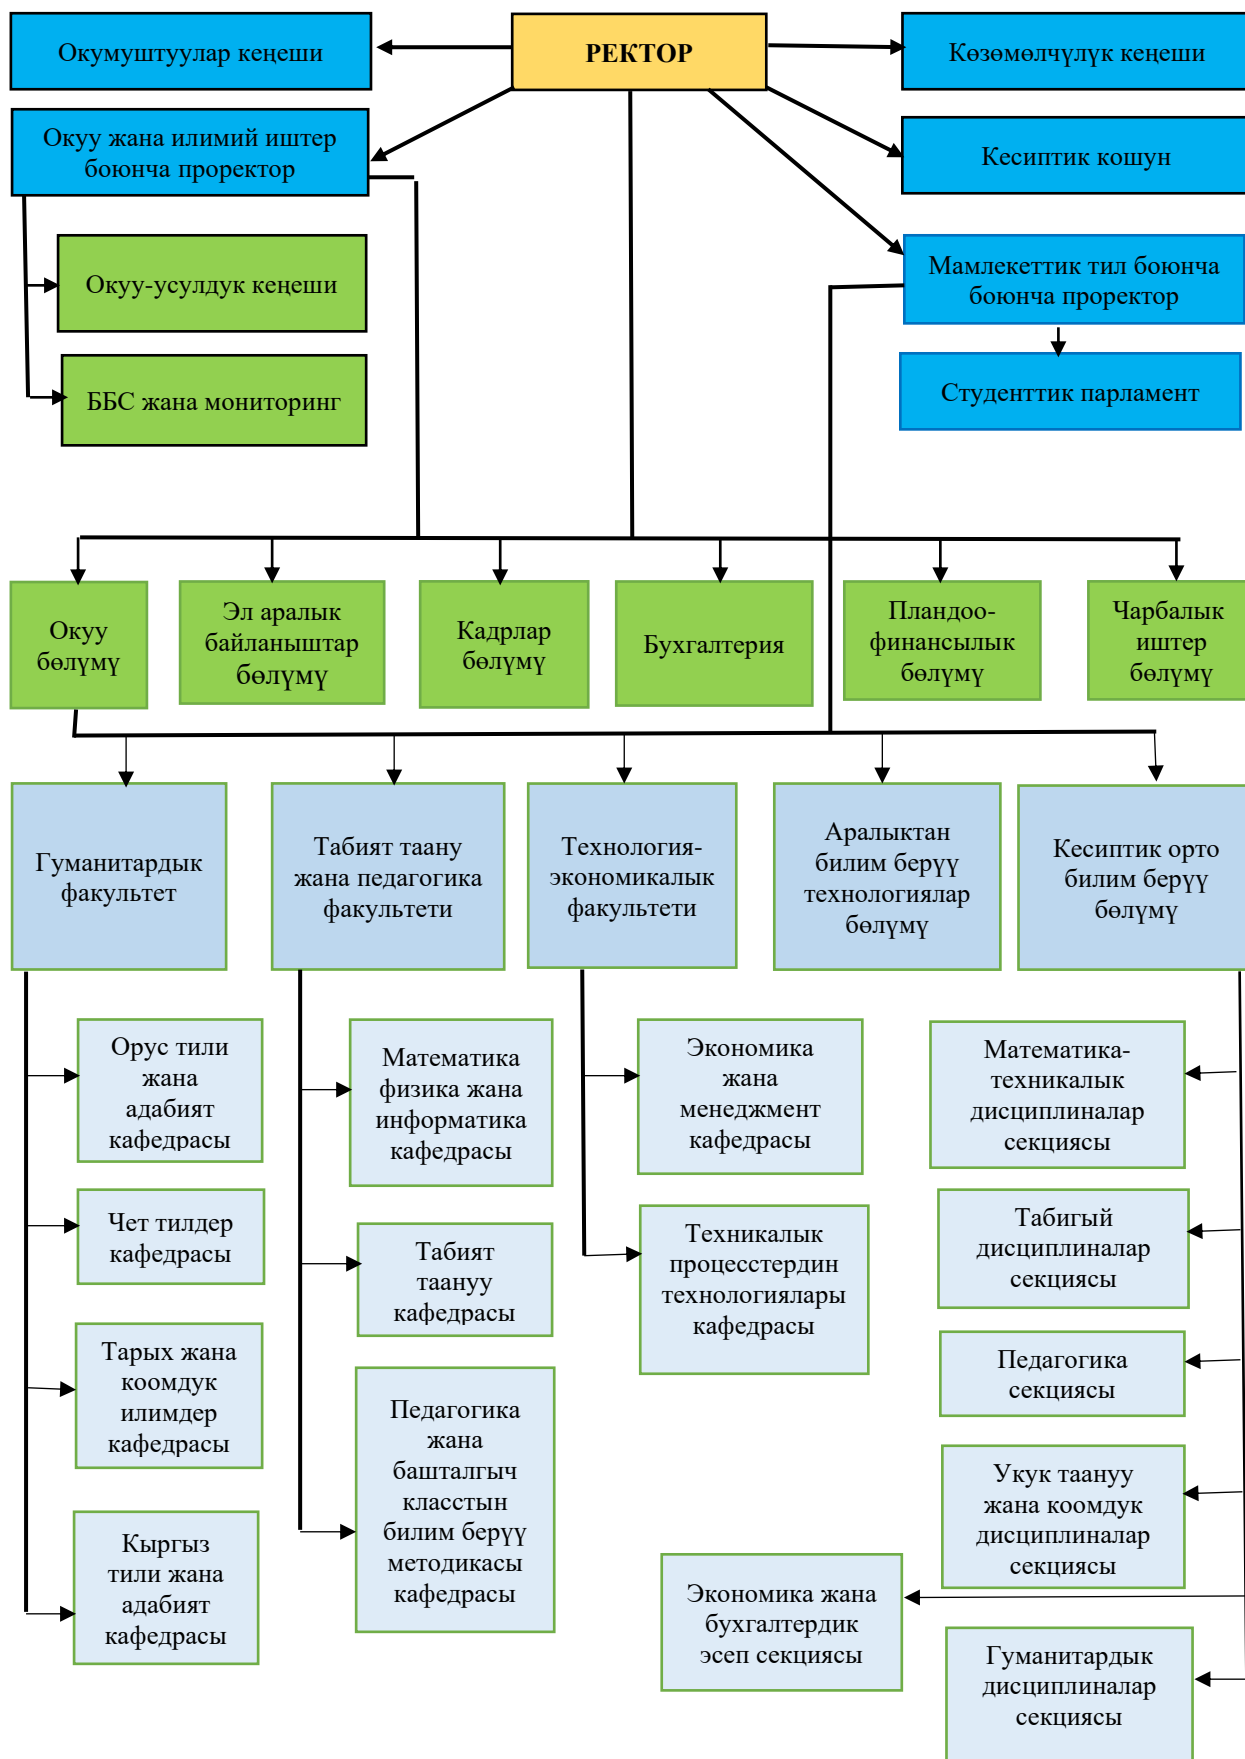 Окумуштуулар кеңеши
РЕКТОР
Көзөмөлчүлүк кеңеши
Окуу жана илимий иштер
боюнча проректор
Кесиптик кошун
Окуу-усулдук кеңеши
Мамлекеттик тил боюнча
боюнча проректор
ББС жана мониторинг
Студенттик парламент
Окуу
бөлүмү
Эл аралык
байланыштар
бөлүмү
Кадрлар
бөлүмү
Бухгалтерия
Пландоо-
финансылык
бөлүмү
Чарбалык
иштер
бөлүмү
Гуманитардык
факультет
Табият таану
жана педагогика
факультети
Технология-
экономикалык
факультети
Аралыктан
билим берүү
технологиялар
бөлүмү
Кесиптик орто
билим берүү
бөлүмү
Орус тили
жана
адабият
кафедрасы
Чет тилдер
кафедрасы
Тарых жана
коомдук
илимдер
кафедрасы
Кыргыз
тили жана
адабият
кафедрасы
Математика
физика жана
информатика
кафедрасы
Табият
таануу
кафедрасы
Педагогика
жана
башталгыч
класстын
билим берүү
методикасы
кафедрасы
Экономика
жана
менеджмент
кафедрасы
Техникалык
процесстердин
технологиялары
кафедрасы
Математика-
техникалык
дисциплиналар
секциясы
Табигый
дисциплиналар
секциясы
Педагогика
секциясы
Укук таануу
жана коомдук
дисциплиналар
секциясы
Экономика жана
бухгалтердик
эсеп секциясы
Гуманитардык
дисциплиналар
секциясы